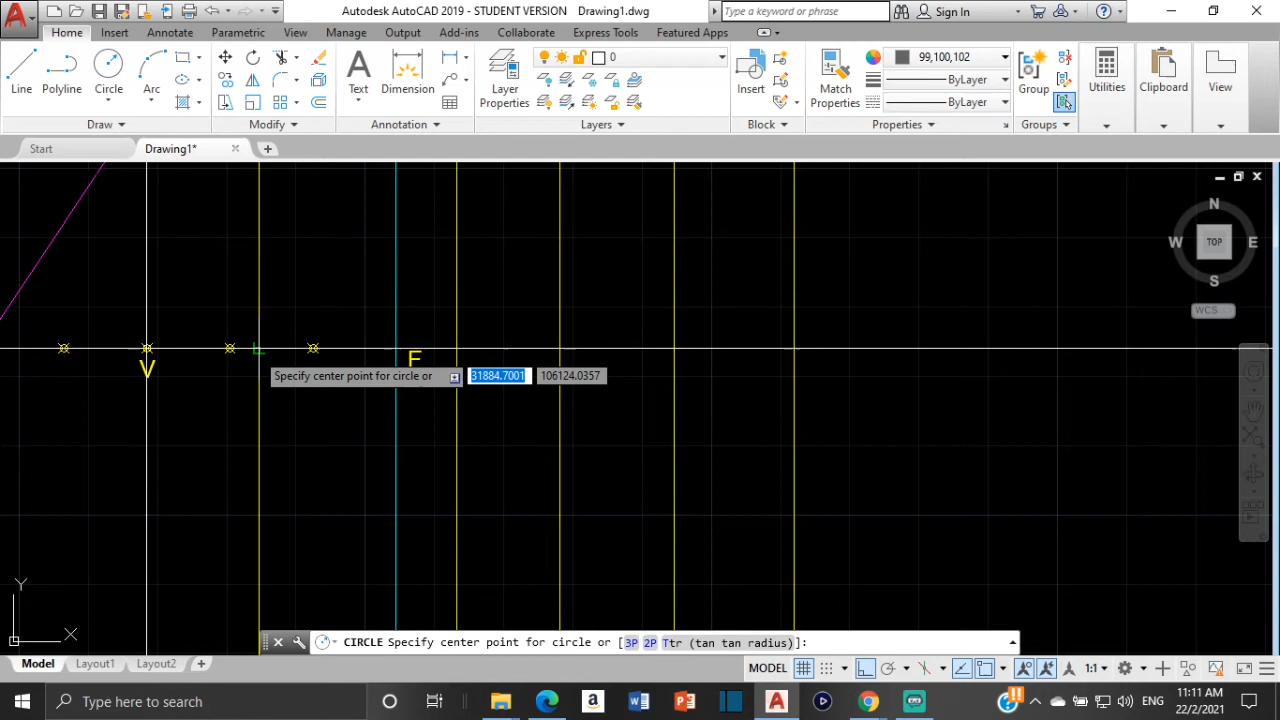 Autodesk AutoCAD 2019 - STUDENT VERSION Drawing1.dwg
Type a keyword or phrase
Sign In
Home Insert Annotate Parametric View Manage Output Add-ins Collaborate Express Tools Featured Apps
Line Polyline Circle Arc
Text Dimension
Layer Properties
0
Insert
Match Properties
99,100,102
ByLayer
ByLayer
Group
Utilities
Clipboard
View
Draw Modify Annotation Layers Block Properties Groups
Start Drawing1*
N
W TOP E
S
WCS
V
F
Specify center point for circle or 31884.7001 106124.0357
Y
X
CIRCLE Specify center point for circle or [3P 2P Ttr (tan tan radius)]:
Model Layout1 Layout2
MODEL 1:1
Type here to search
ENG
11:11 AM
22/2/2021